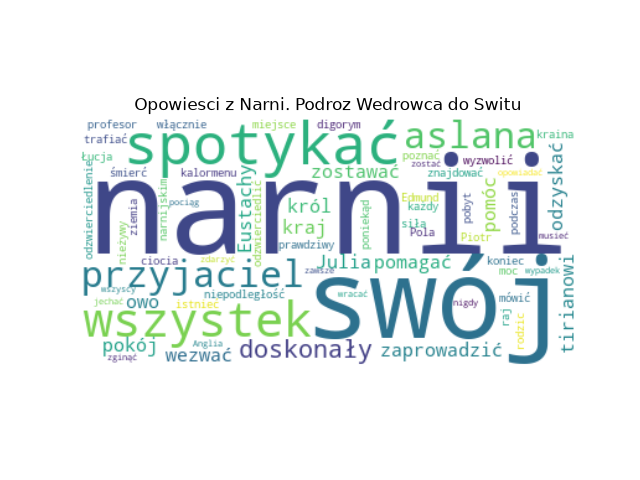 Opowiesci z Narni. Podroz Wedrowca do Switu
profesor włącznie miejsce digorym
trafiać spotykać aslana kraina
łucja poznać wyzwolić
śmierć kalormenu zostawać znajdować zostać opowiadać
odzwierciedlenie
narnii
nieżywy ziemia narnijskim pociąg Eustachy odzwierciedlić
król kraj prawdziwy poniekąd
Edmund każdy siła Pola Piotr
pomóc pobyt podczas odzyskać musieć
ciocia zdarzyć Julia pomagać koniec
przyjaciel zawsze moc wypadek
wszyscy niepodległość wracać mówić
jechać owo istnieć nigdy
wszystek swój
raj rodzic tirianowi
pokój Anglia
zginąć wezwać doskonały zaprowadzić